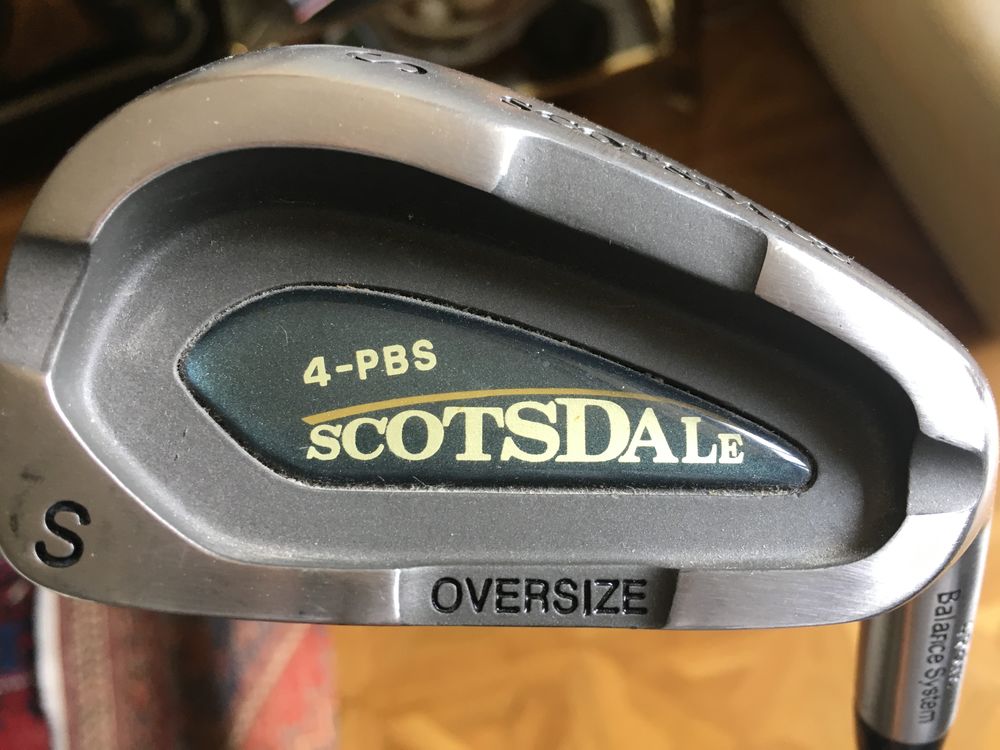 S
4-PBS
SCOTSDALE
S
OVERSIZE
Balance System